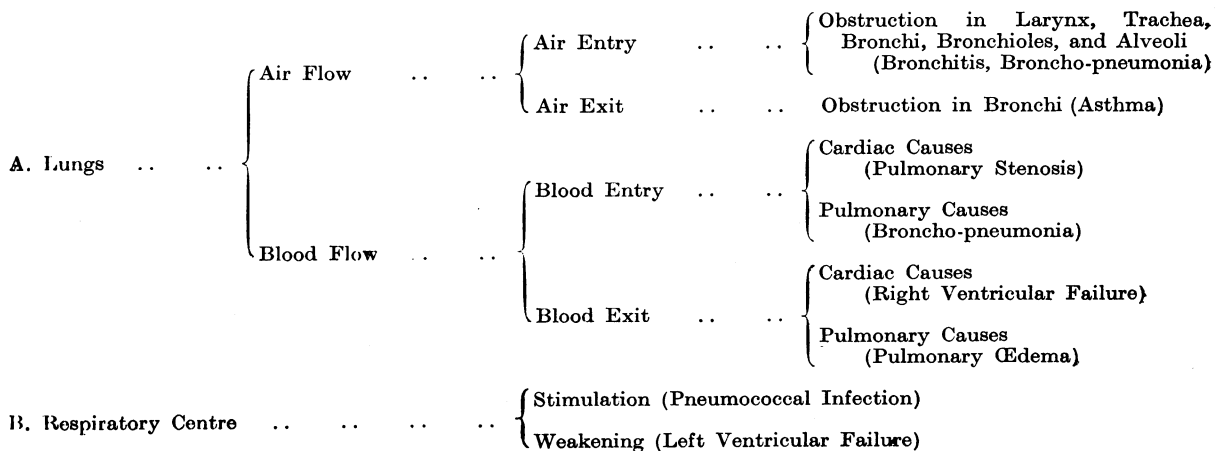 Obstruction in Larynx, Trachea,
Air Entry .. .. Bronchi, Bronchioles, and Alveoli
(Bronchitis, Broncho-pneumonia)
Air Flow .. ..
Air Exit .. .. Obstruction in Bronchi (Asthma)
Cardiac Causes
A. Lungs .. ..
(Pulmonary Stenosis)
Blood Entry .. ..
Pulmonary Causes
(Broncho-pneumonia)
Blood Flow .. ..
Cardiac Causes
(Right Ventricular Failure)
Blood Exit .. ..
Pulmonary Causes
(Pulmonary Œdema)
Stimulation (Pneumococcal Infection)
B. Respiratory Centre .. .. .. ..
Weakening (Left Ventricular Failure)